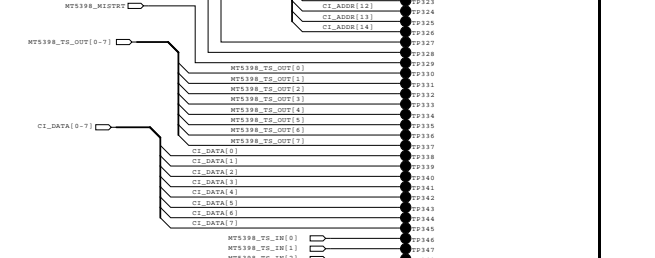 TP323
MT5398_MISTRT
CI_ADDR[12]
TP324
CI_ADDR[13]
TP325
CI_ADDR[14]
TP326
MT5398_TS_OUT[0-7]
TP327
TP328
TP329
MT5398_TS_OUT[0]
TP330
MT5398_TS_OUT[1]
TP331
MT5398_TS_OUT[2]
TP332
MT5398_TS_OUT[3]
TP333
MT5398_TS_OUT[4]
TP334
CI_DATA[0-7]
MT5398_TS_OUT[5]
TP335
MT5398_TS_OUT[6]
TP336
MT5398_TS_OUT[7]
TP337
CI_DATA[0]
TP338
CI_DATA[1]
TP339
CI_DATA[2]
TP340
CI_DATA[3]
TP341
CI_DATA[4]
TP342
CI_DATA[5]
TP343
CI_DATA[6]
TP344
CI_DATA[7]
TP345
MT5398_TS_IN[0]
TP346
MT5398_TS_IN[1]
TP347